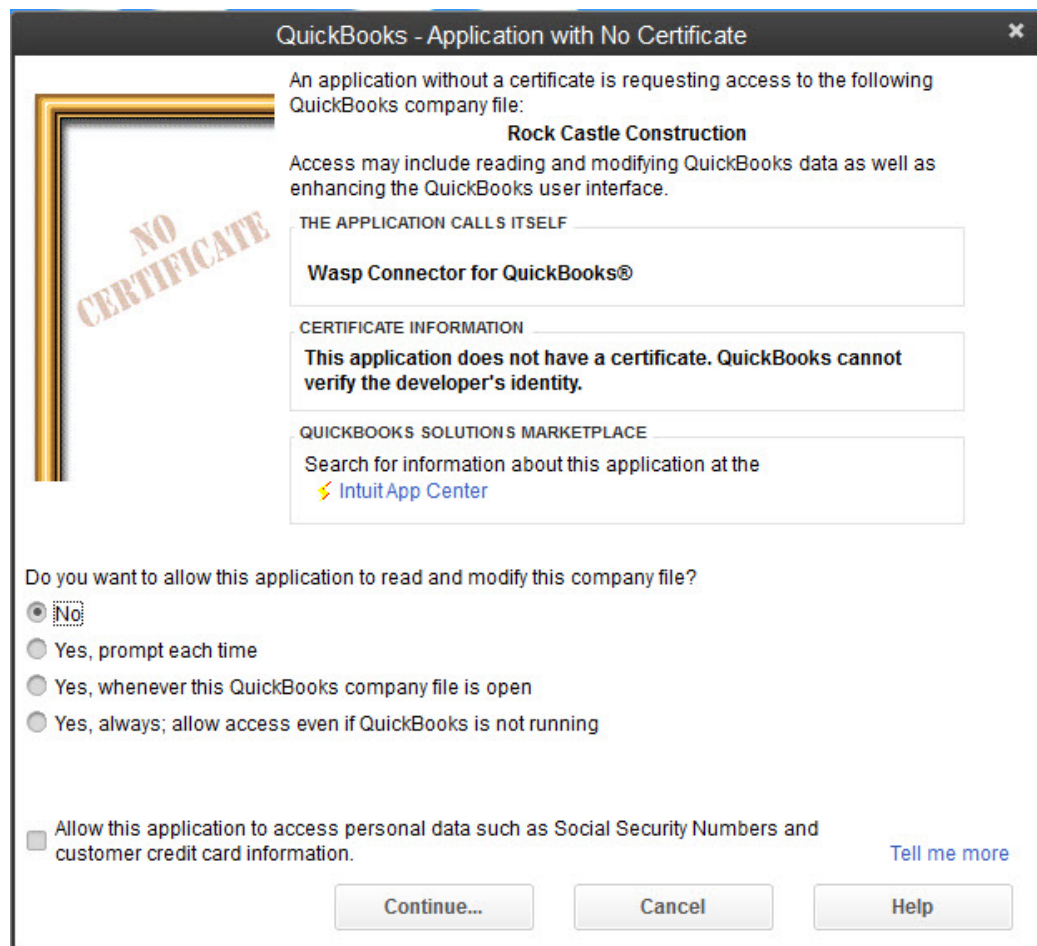 QuickBooks - Application with No Certificate
An application without a certificate is requesting access to the following
QuickBooks company file:
Rock Castle Construction
Access may include reading and modifying QuickBooks data as well as
enhancing the QuickBooks user interface.
NO
CERTIFICATE
THE APPLICATION CALLS ITSELF
Wasp Connector for QuickBooks®
CERTIFICATE INFORMATION
This application does not have a certificate. QuickBooks cannot
verify the developer's identity.
QUICKBOOKS SOLUTIONS MARKETPLACE
Search for information about this application at the
Intuit App Center
Do you want to allow this application to read and modify this company file?
No
Yes, prompt each time
Yes, whenever this QuickBooks company file is open
Yes, always; allow access even if QuickBooks is not running
Allow this application to access personal data such as Social Security Numbers and
customer credit card information.
Tell me more
Continue...
Cancel
Help